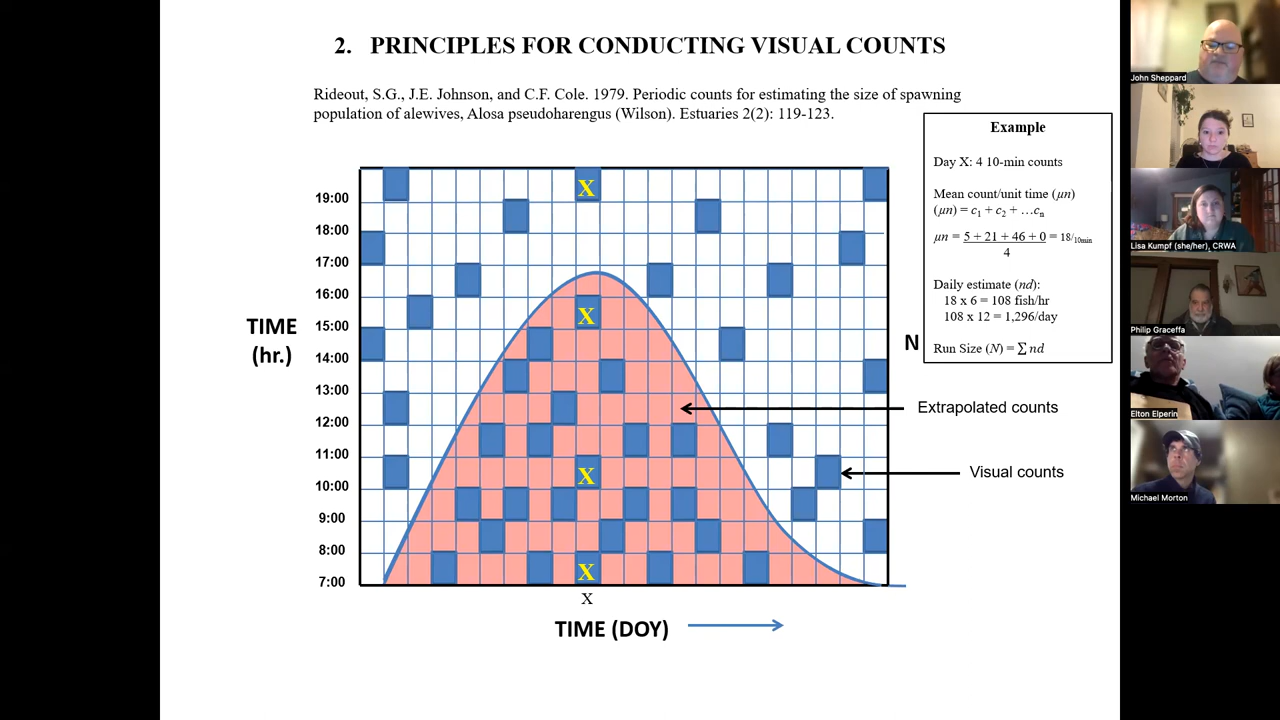 2. PRINCIPLES FOR CONDUCTING VISUAL COUNTS
Rideout, S.G., J.E. Johnson, and C.F. Cole. 1979. Periodic counts for estimating the size of spawning
population of alewives, Alosa pseudoharengus (Wilson). Estuaries 2(2): 119-123.
Example
Day X: 4 10-min counts
Mean count/unit time (µn)
(µn) = c1 + c2 + …cn
µn = 5 + 21 + 46 + 0 = 18/10min
4
Daily estimate (nd):
18 x 6 = 108 fish/hr
108 x 12 = 1,296/day
Run Size (N) = ∑ nd
N
TIME
(hr.)
19:00
18:00
17:00
16:00
15:00
14:00
13:00
12:00
11:00
10:00
9:00
8:00
7:00
X
X
X
X
X
TIME (DOY)
Extrapolated counts
Visual counts
John Sheppard
Lisa Kumpf (she/her), CRWA
Philip Graceffa
Elton Elperin
Michael Morton